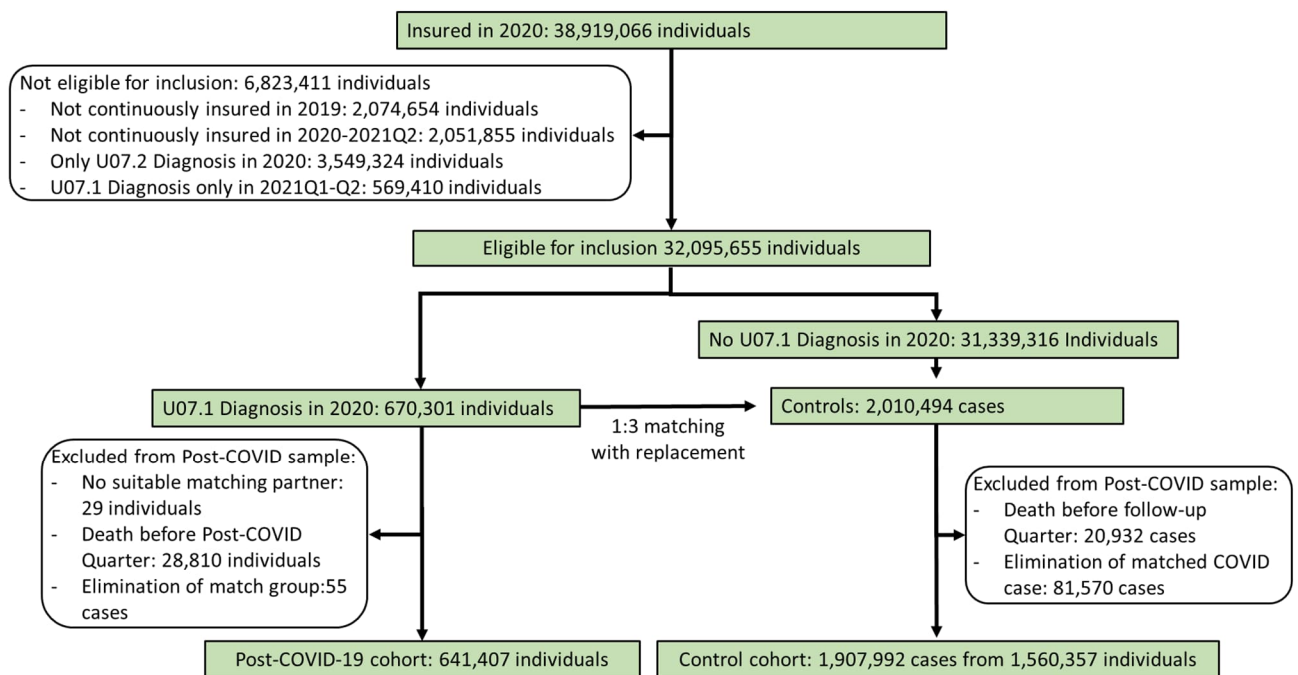 Insured in 2020: 38,919,066 individuals
Not eligible for inclusion: 6,823,411 individuals
- Not continuously insured in 2019: 2,074,654 individuals
- Not continuously insured in 2020-2021Q2: 2,051,855 individuals
- Only U07.2 Diagnosis in 2020: 3,549,324 individuals
- U07.1 Diagnosis only in 2021Q1-Q2: 569,410 individuals
Eligible for inclusion 32,095,655 individuals
No U07.1 Diagnosis in 2020: 31,339,316 Individuals
U07.1 Diagnosis in 2020: 670,301 individuals
1:3 matching
with replacement
Controls: 2,010,494 cases
Excluded from Post-COVID sample:
- No suitable matching partner:
29 individuals
- Death before Post-COVID
Quarter: 28,810 individuals
- Elimination of match group:55
cases
Excluded from Post-COVID sample:
- Death before follow-up
Quarter: 20,932 cases
- Elimination of matched COVID
case: 81,570 cases
Post-COVID-19 cohort: 641,407 individuals
Control cohort: 1,907,992 cases from 1,560,357 individuals